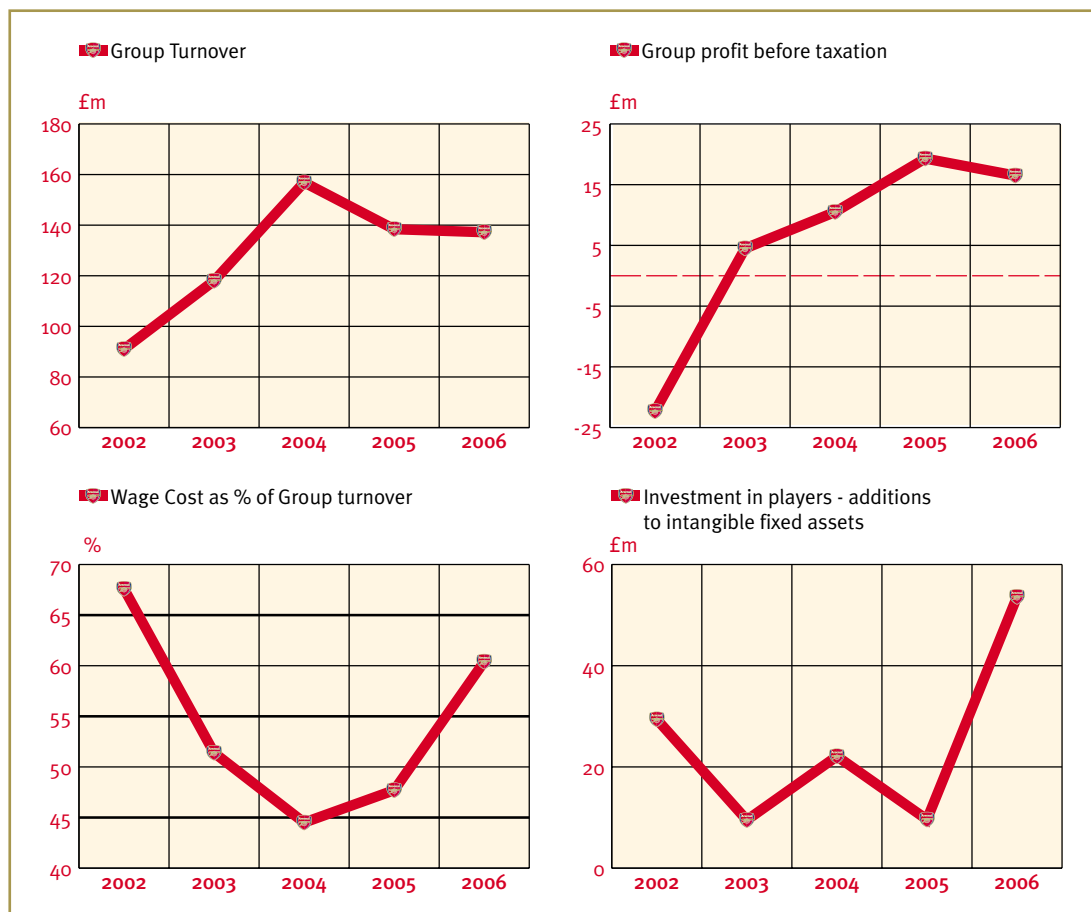 Group Turnover
£m
180
160
140
120
100
80
60
2002 2003 2004 2005 2006
Group profit before taxation
£m
25
15
5
-5
-15
-25
2002 2003 2004 2005 2006
Wage Cost as % of Group turnover
%
70
65
60
55
50
45
40
2002 2003 2004 2005 2006
Investment in players - additions
to intangible fixed assets
£m
60
40
20
0
2002 2003 2004 2005 2006